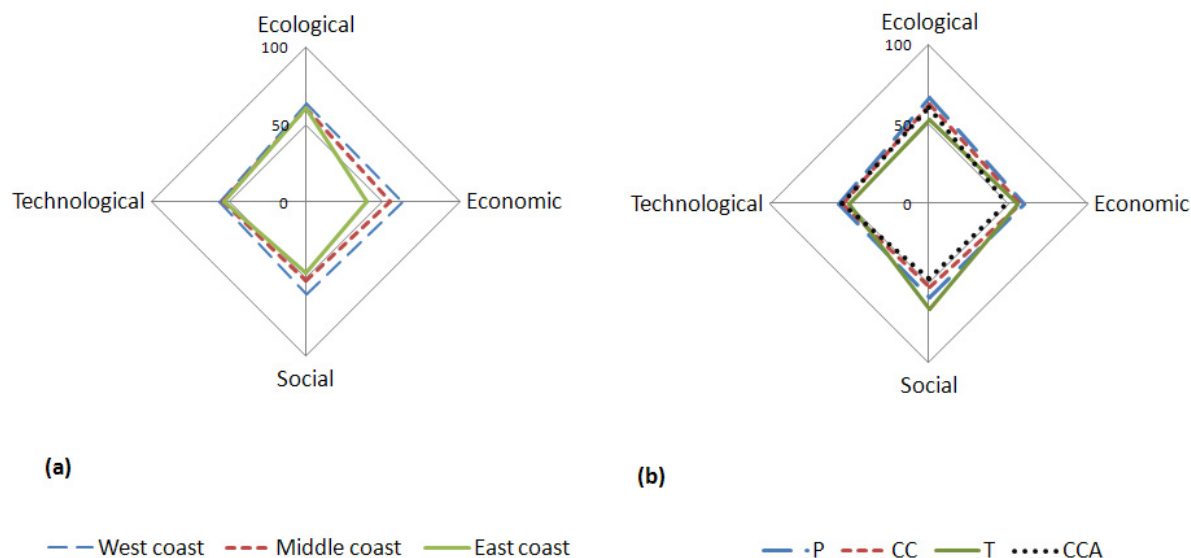 Ecological
100
50
Technological
0
Economic
Social
(a)
West coast
Middle coast
East coast
Ecological
100
50
Technological
0
Economic
Social
(b)
P
CC
T
CCA